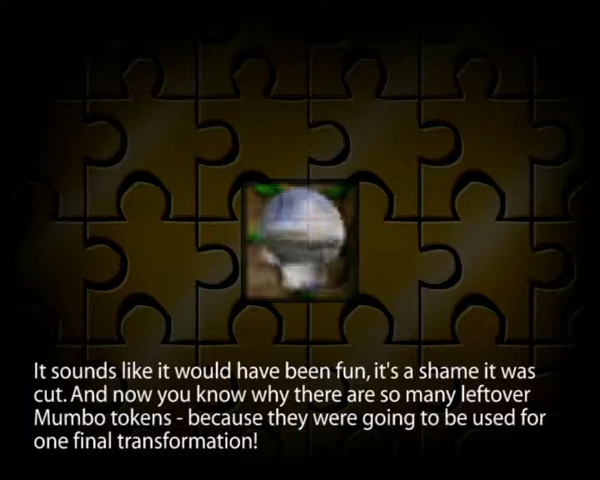 It sounds like it would have been fun, it's a shame it was
cut. And now you know why there are so many leftover
Mumbo tokens - because they were going to be used for
one final transformation!